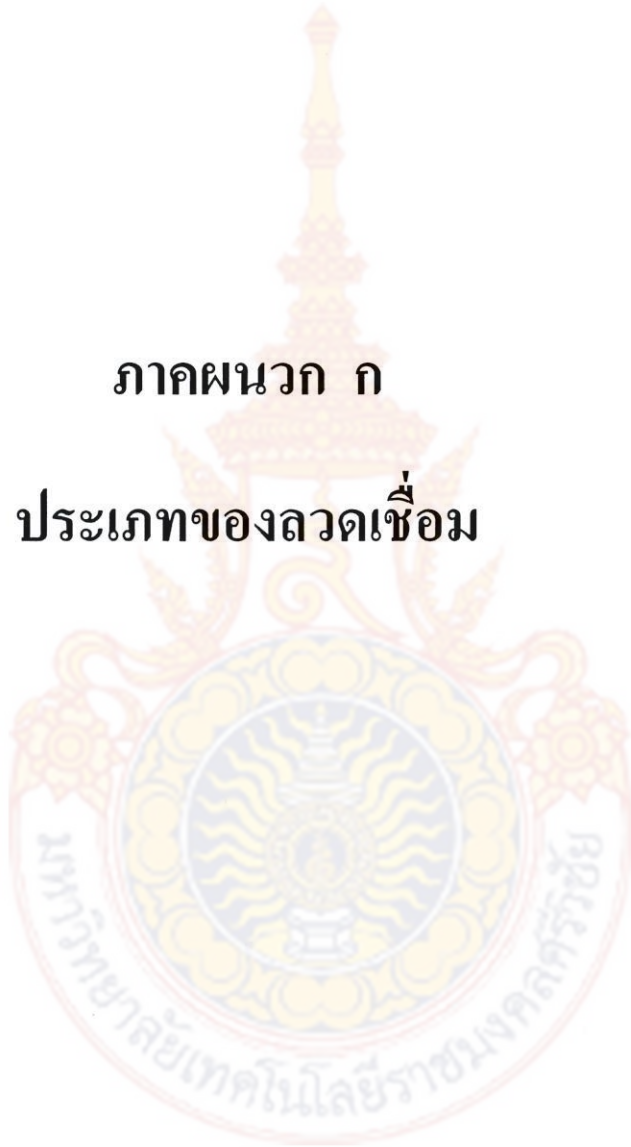 ภาคผนวก ก
ประเภทของลวดเชื่อม
มหาวิทยาลัยเทคโนโลยีราชมงคลศรีวิชัย